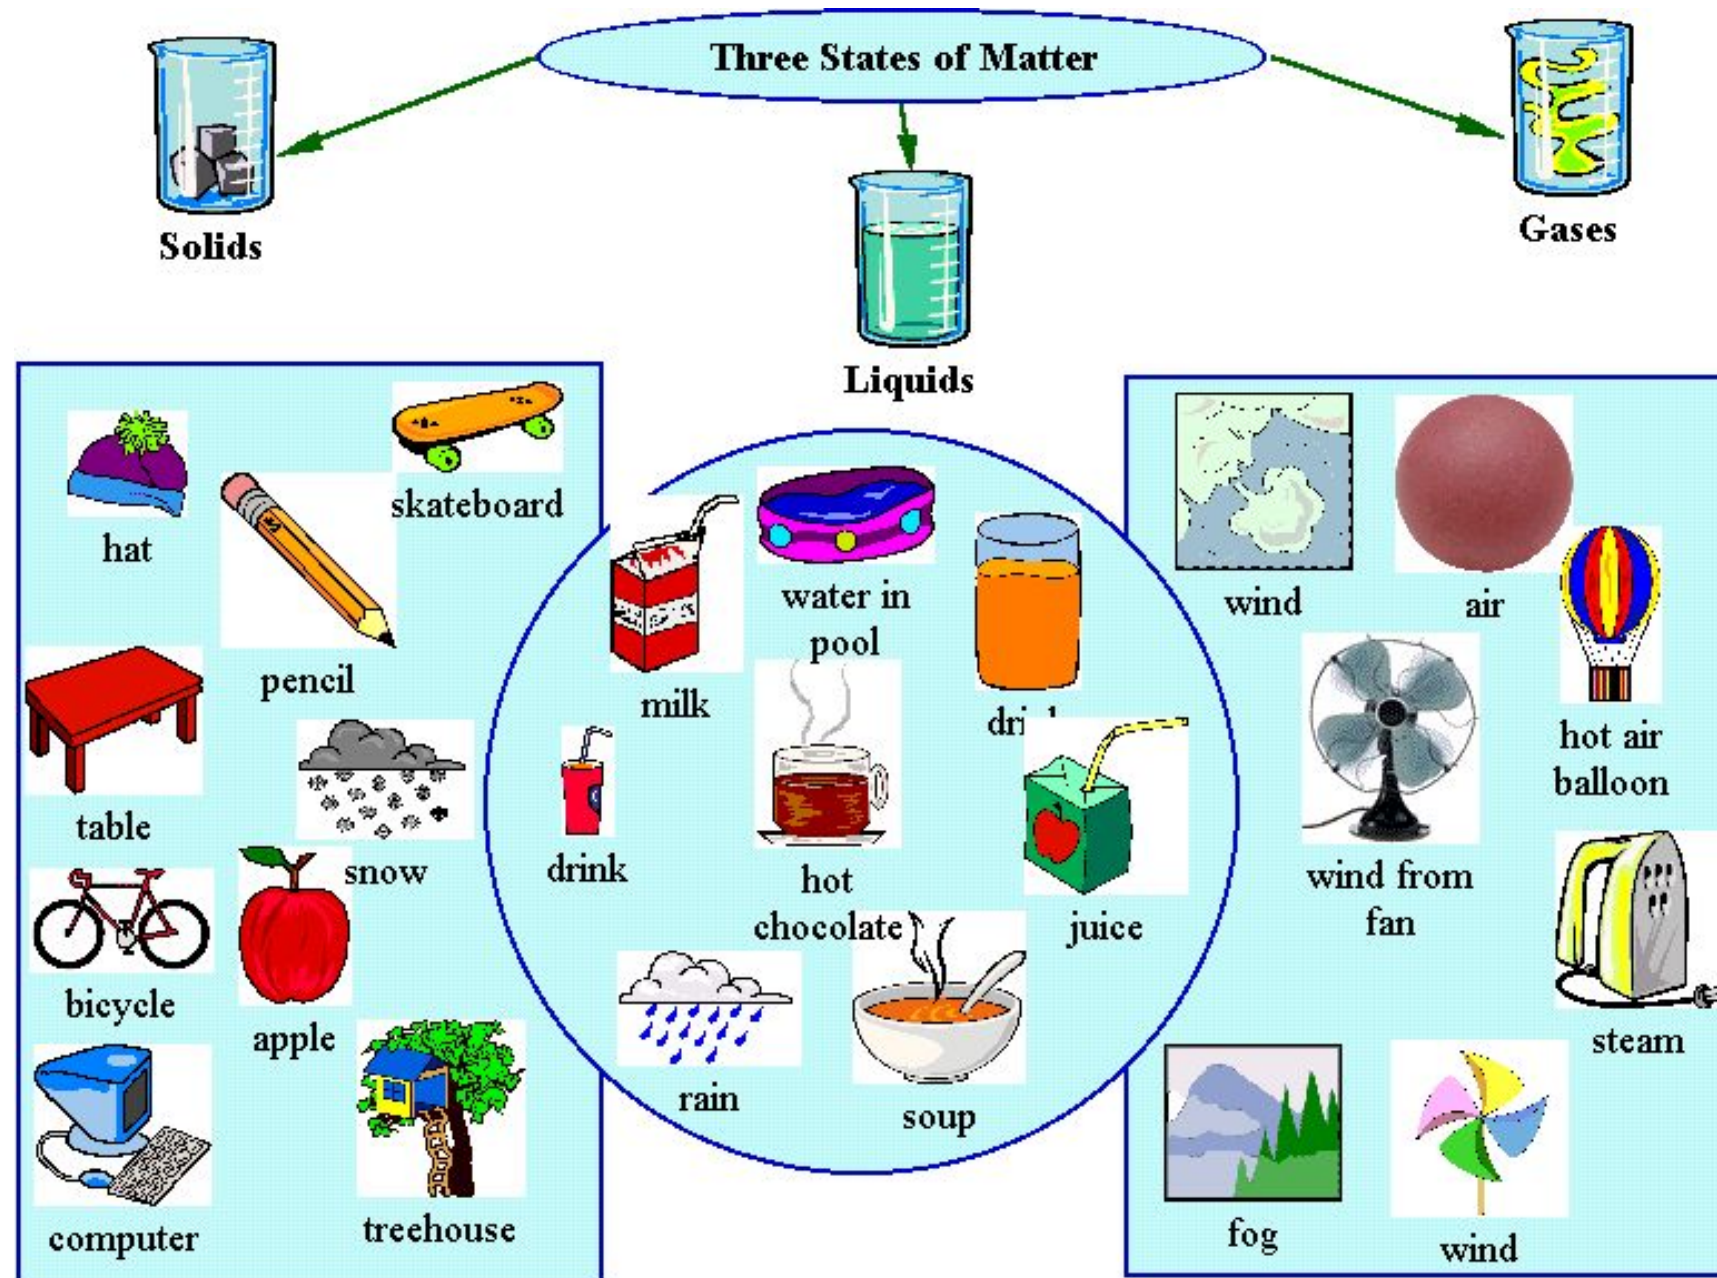 Three States of Matter
Solids
Liquids
Gases
hat
skateboard
pencil
table
snow
bicycle
apple
computer
treehouse
milk
water in
pool
drink
hot
chocolate
juice
rain
soup
wind
air
hot air
balloon
wind from
fan
steam
fog
wind